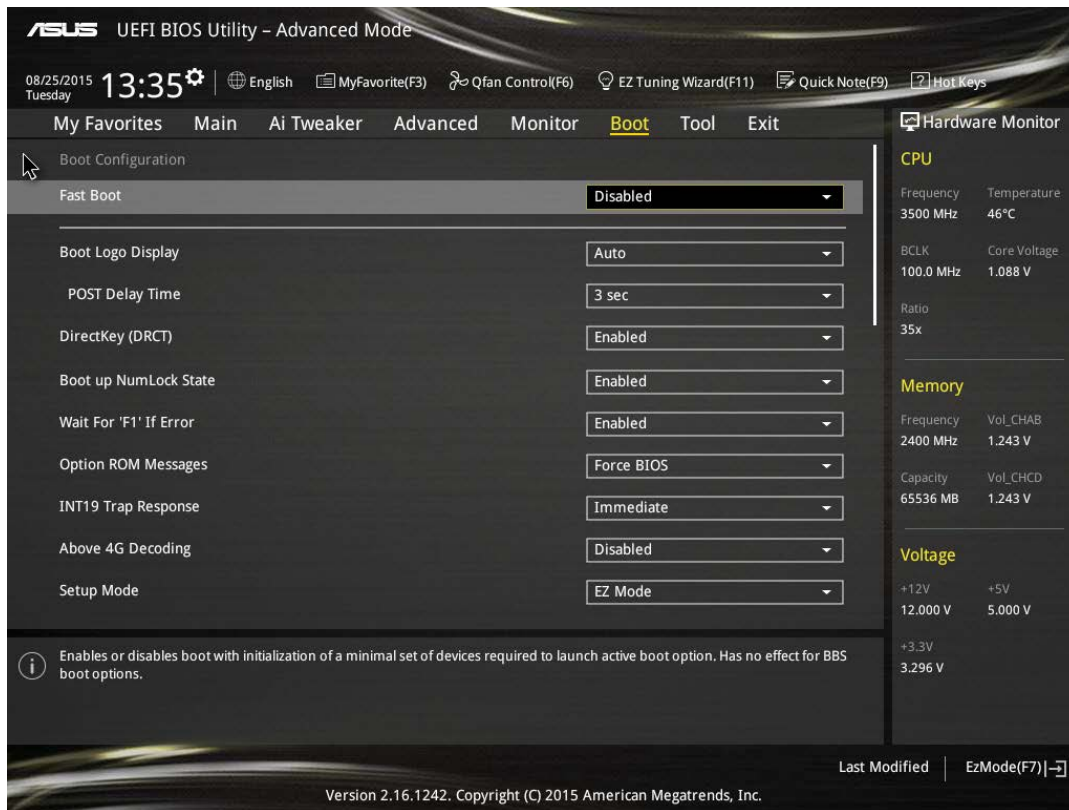 ASUS UEFI BIOS Utility – Advanced Mode
08/25/2015
Tuesday
13:35
English MyFavorite(F3) Qfan Control(F6) EZ Tuning Wizard(F11) Quick Note(F9) ? Hot Keys
My Favorites Main Ai Tweaker Advanced Monitor Boot Tool Exit
Boot Configuration
Fast Boot Disabled
Boot Logo Display Auto
POST Delay Time 3 sec
DirectKey (DRCT) Enabled
Boot up NumLock State Enabled
Wait For 'F1' If Error Enabled
Option ROM Messages Force BIOS
INT19 Trap Response Immediate
Above 4G Decoding Disabled
Setup Mode EZ Mode
i Enables or disables boot with initialization of a minimal set of devices required to launch active boot option. Has no effect for BBS
boot options.
Hardware Monitor
CPU
Frequency Temperature
3500 MHz 46°C
BCLK Core Voltage
100.0 MHz 1.088 V
Ratio
35x
Memory
Frequency Vol_CHAB
2400 MHz 1.243 V
Capacity Vol_CHCD
65536 MB 1.243 V
Voltage
+12V +5V
12.000 V 5.000 V
+3.3V
3.296 V
Last Modified EzMode(F7)
Version 2.16.1242. Copyright (C) 2015 American Megatrends, Inc.